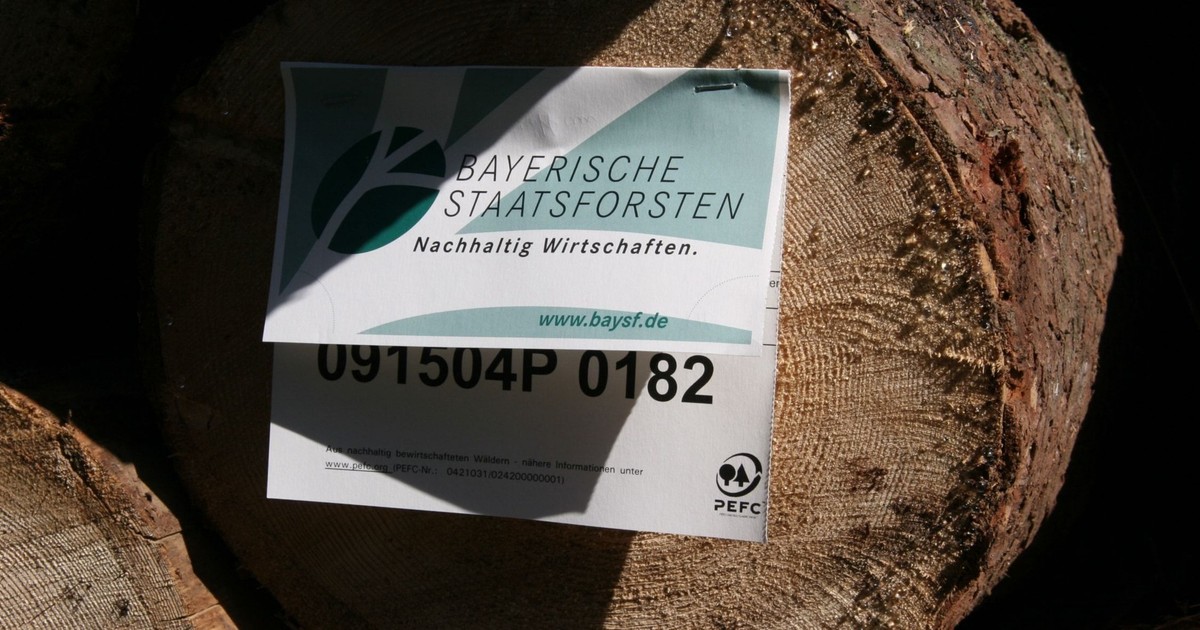 BAYERISCHE
STAATSFORSTEN
Nachhaltig Wirtschaften.
www.baysf.de
091504P 0182
Aus nachhaltig bewirtschafteten Wäldern - nähere Informationen unter
www.pefc.org (PEFC-Nr.: 0421031/024200000001)
PEFC